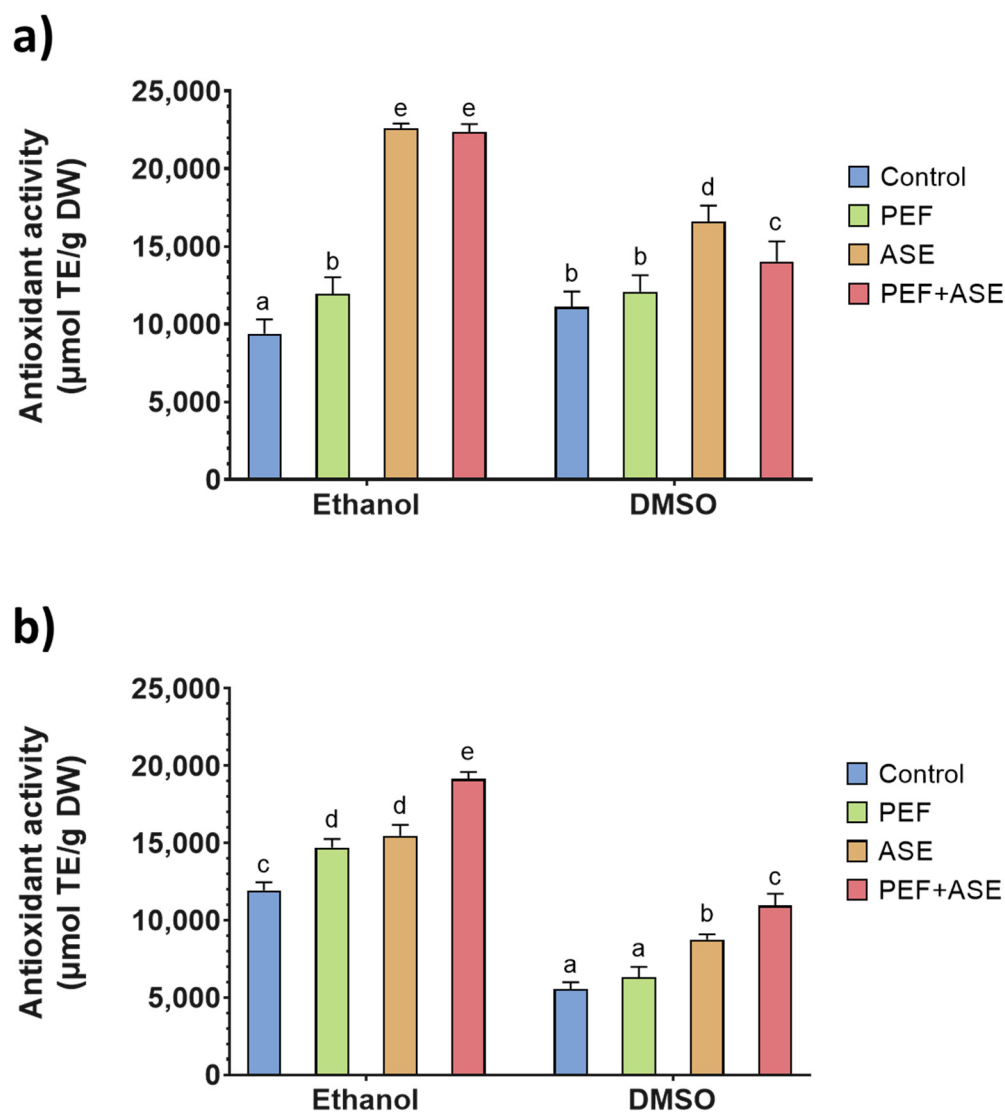 a)
Antioxidant activity
(µmol TE/g DW)
25,000
20,000
15,000
10,000
5,000
0
a
b
e
e
b
b
d
c
Ethanol
DMSO
Control
PEF
ASE
PEF+ASE
b)
Antioxidant activity
(µmol TE/g DW)
25,000
20,000
15,000
10,000
5,000
0
c
d
d
e
a
a
b
c
Ethanol
DMSO
Control
PEF
ASE
PEF+ASE